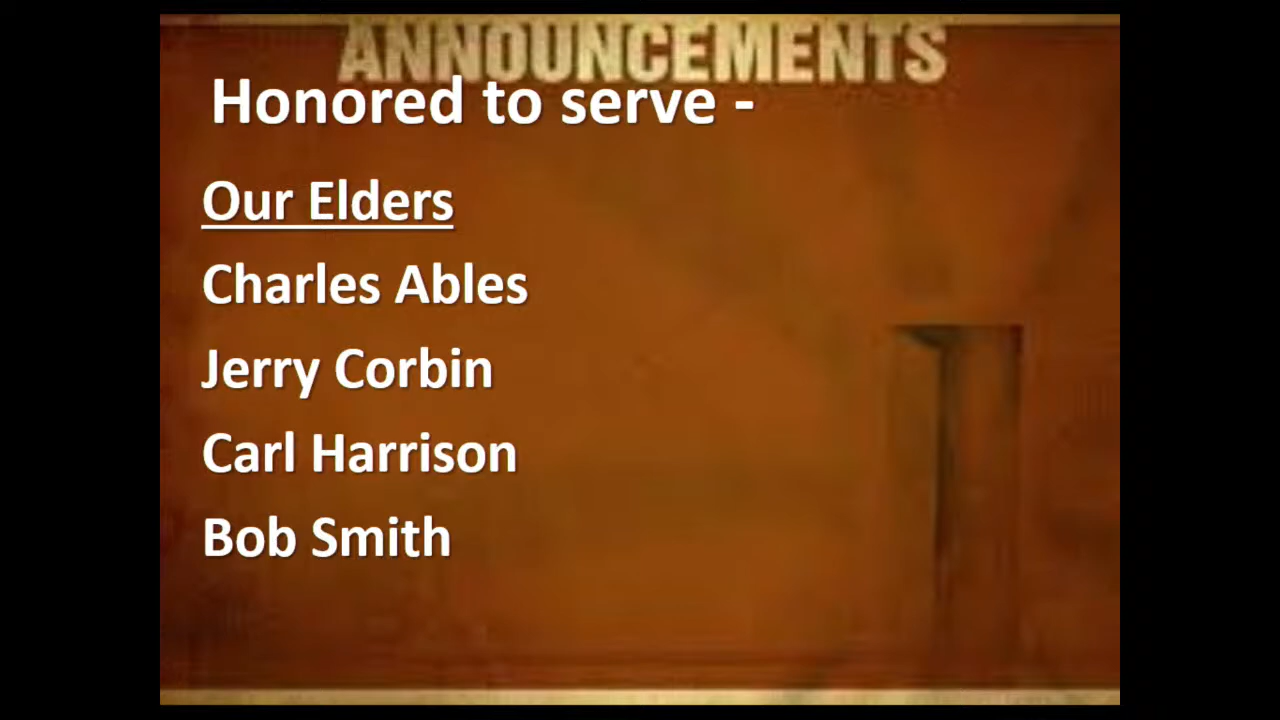 ANNOUNCEMENTS
Honored to serve -
Our Elders
Charles Ables
Jerry Corbin
Carl Harrison
Bob Smith